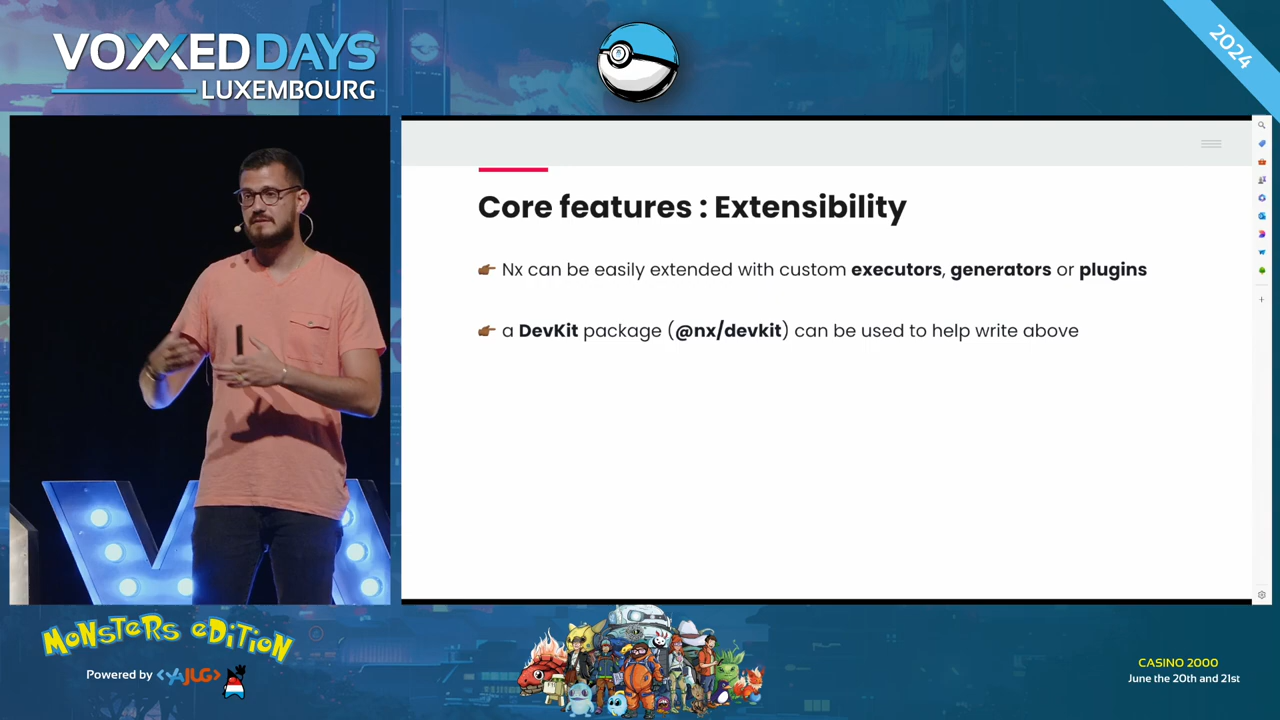 VOXXED DAYS
LUXEMBOURG
2024
Core features : Extensibility
Nx can be easily extended with custom executors, generators or plugins
a DevKit package (@nx/devkit) can be used to help write above
MONSTERS EDITION
Powered by <YAJUG>
CASINO 2000
June the 20th and 21st